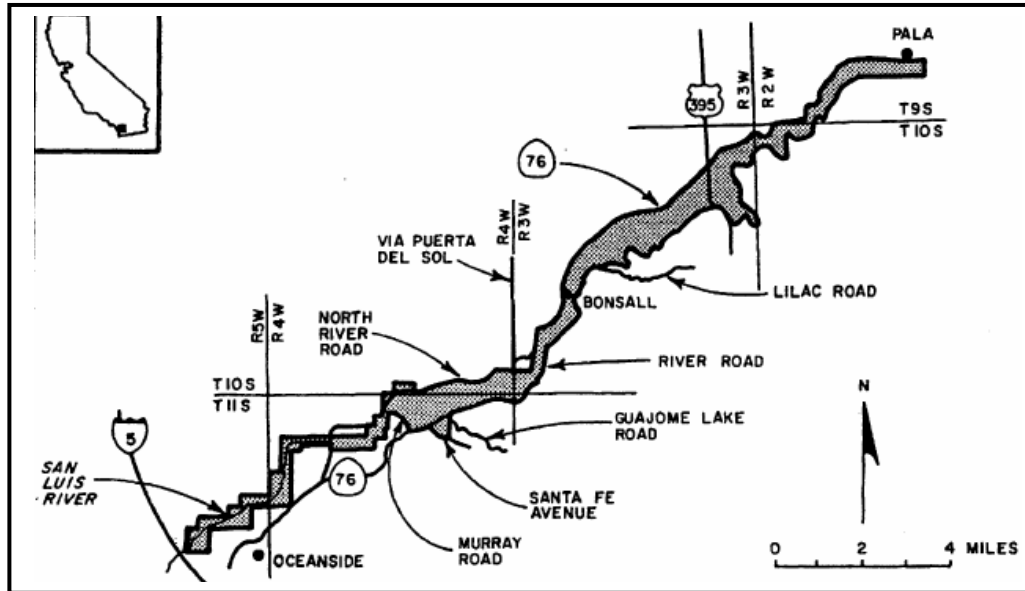 PALA
R3W
R2W
395
T9S
T10S
76
R4W
R3W
VIA PUERTA
DEL SOL
LILAC ROAD
BONSALL
NORTH
RIVER
ROAD
R5W
R4W
RIVER ROAD
T10S
T11S
N
GUAJOME LAKE
ROAD
5
SAN
LUIS
RIVER
76
SANTA FE
AVENUE
MURRAY
ROAD
OCEANSIDE
0 2 4 MILES